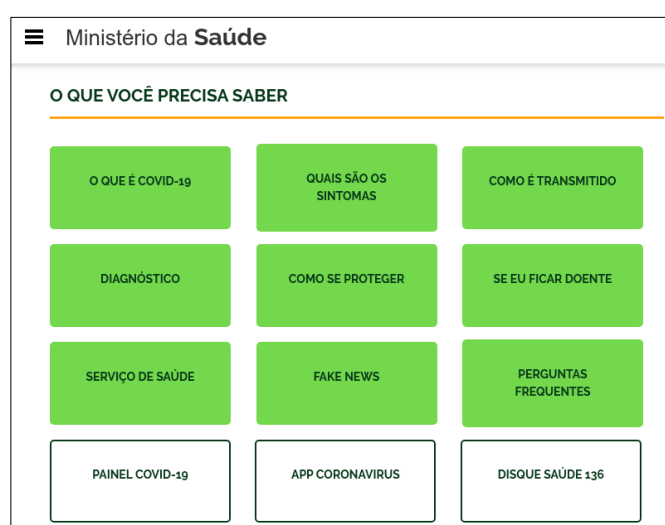 Ministério da Saúde
O QUE VOCÊ PRECISA SABER
O QUE É COVID-19
QUAIS SÃO OS
SINTOMAS
COMO É TRANSMITIDO
DIAGNÓSTICO
COMO SE PROTEGER
SE EU FICAR DOENTE
SERVIÇO DE SAÚDE
FAKE NEWS
PERGUNTAS
FREQUENTES
PAINEL COVID-19
APP CORONAVIRUS
DISQUE SAÚDE 136